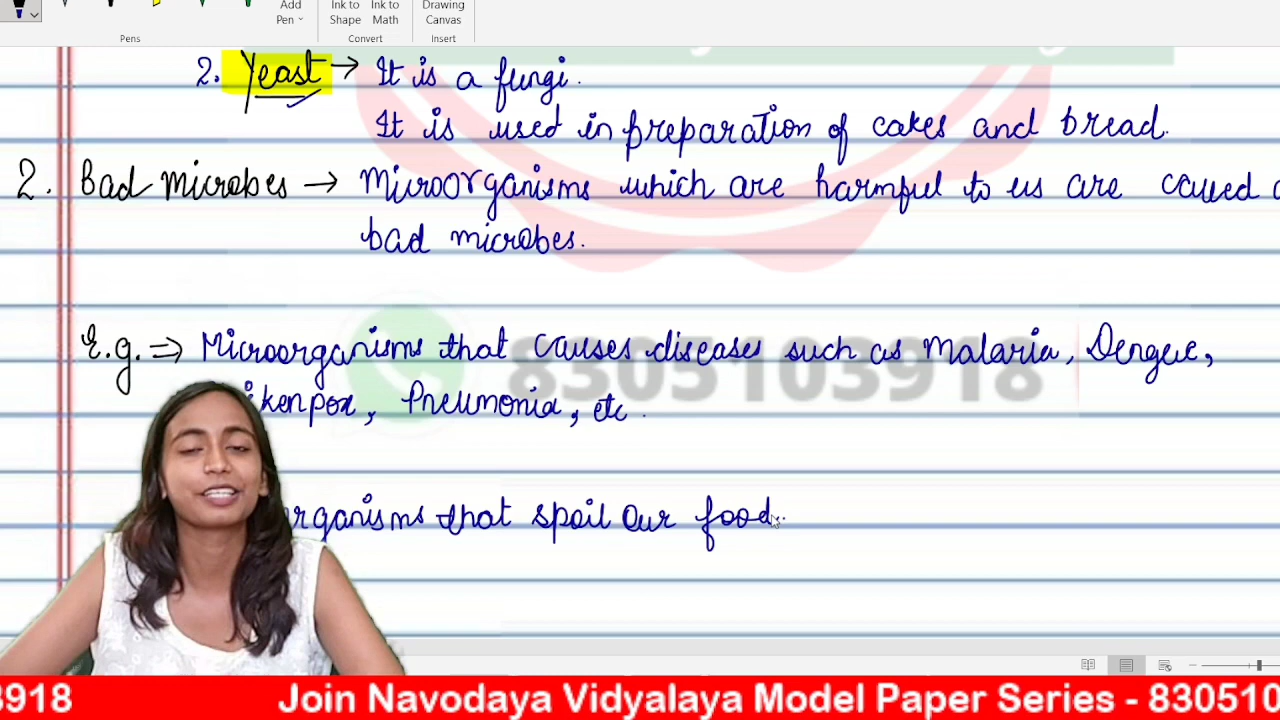 Add
Pen
Ink to
Shape
Ink to
Math
Drawing
Canvas
Pens
Convert
Insert
2. Yeast → It is a fungi.
It is used in preparation of cakes and bread.
2. Bad microbes → Microorganisms which are harmful to us are called
bad microbes.
E.g. ⇒ Microorganisms that causes diseases such as Malaria, Dengue,
ikenpox, Pneumonia, etc.
8305103918
organisms that spoil our food.
3918 Join Navodaya Vidyalaya Model Paper Series - 830510